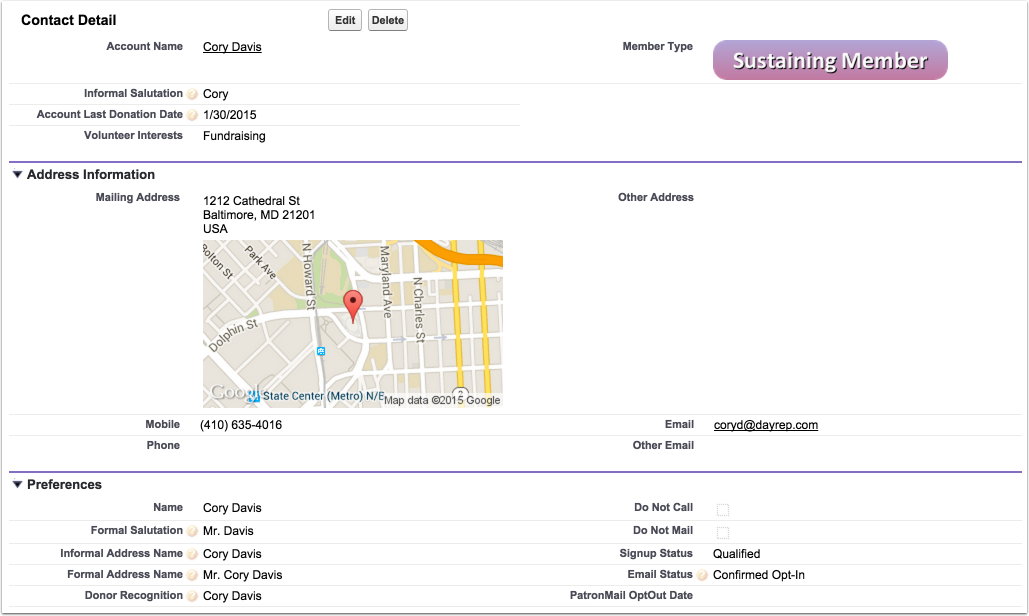 Contact Detail
Edit
Delete
Account Name Cory Davis
Member Type Sustaining Member
Informal Salutation ? Cory
Account Last Donation Date ? 1/30/2015
Volunteer Interests Fundraising
Address Information
Mailing Address 1212 Cathedral St
Baltimore, MD 21201
USA
Other Address
Bolton St
Park Ave
N Howard St
Maryland Ave
N Charles St
Dolphin St
Google
State Center (Metro) N/B
2
Map data ©2015 Google
Mobile (410) 635-4016
Email coryd@dayrep.com
Phone
Other Email
Preferences
Name Cory Davis
Do Not Call
Formal Salutation ? Mr. Davis
Do Not Mail
Informal Address Name ? Cory Davis
Signup Status Qualified
Formal Address Name ? Mr. Cory Davis
Email Status ? Confirmed Opt-In
Donor Recognition ? Cory Davis
PatronMail OptOut Date